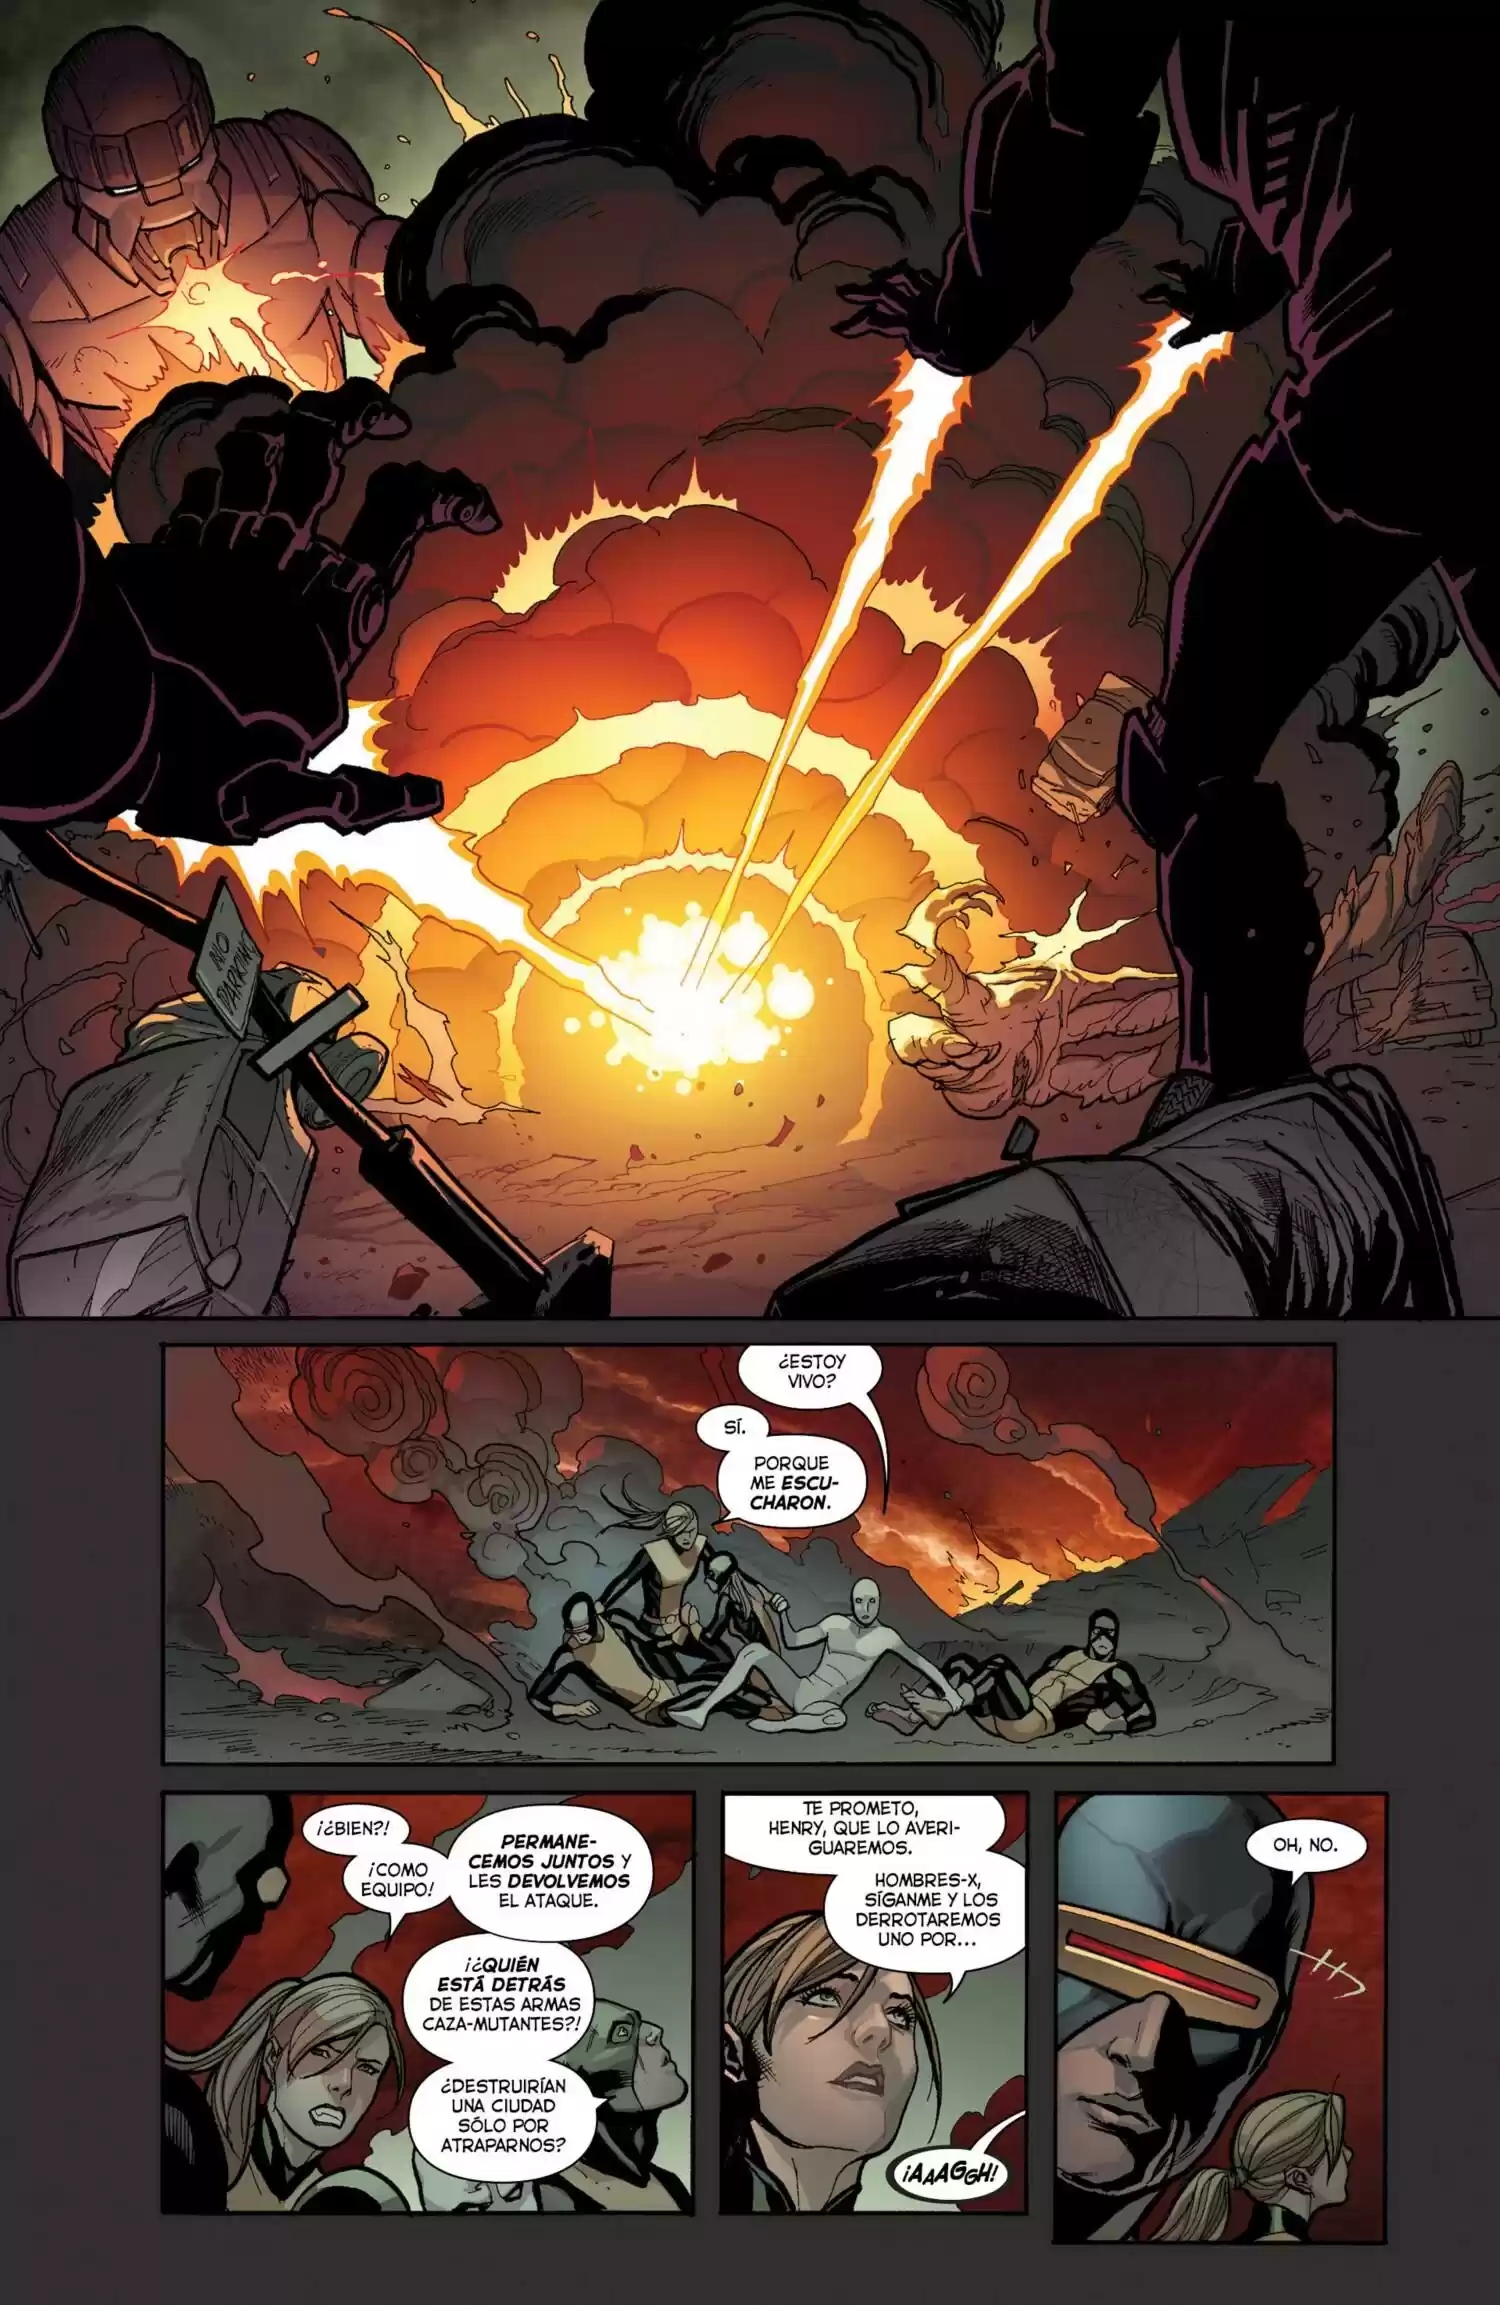 NO
PARKING
¿ESTOY
VIVO?
SÍ.
PORQUE
ME ESCU-
CHARON.
¡¿BIEN?!
¡COMO
EQUIPO!
PERMANE-
CEMOS JUNTOS Y
LES DEVOLVEMOS
EL ATAQUE.
¡¿QUIÉN
ESTÁ DETRÁS
DE ESTAS ARMAS
CAZA-MUTANTES?!
¿DESTRUIRÍAN
UNA CIUDAD
SÓLO POR
ATRAPARNOS?
TE PROMETO,
HENRY, QUE LO AVERI-
GUAREMOS.
HOMBRES-X,
SÍGANME Y LOS
DERROTAREMOS
UNO POR...
¡AAAGGH!
OH, NO.